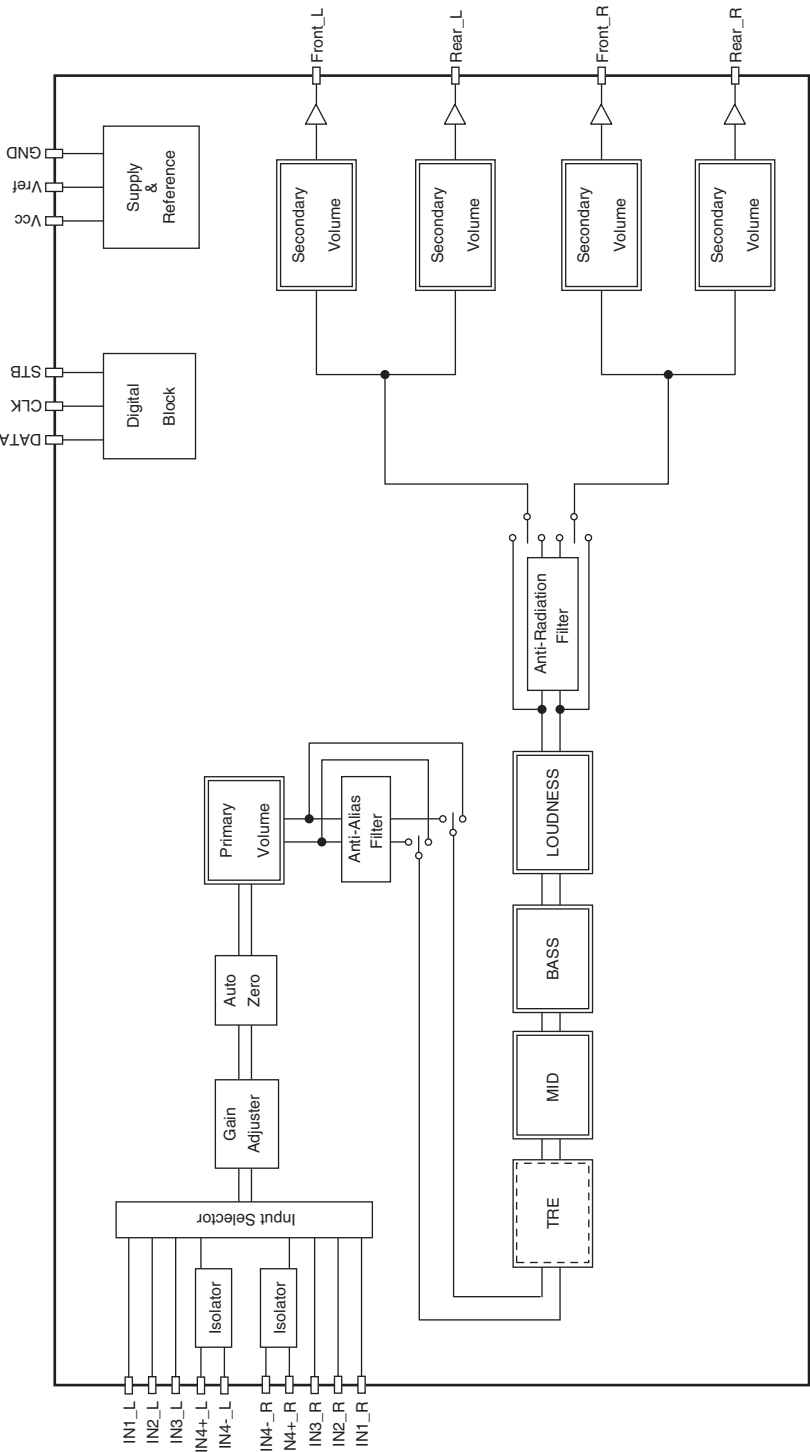 Front_L
Rear_L
Front_R
Rear_R
GND
Vref
Vcc
Supply
&
Reference
Secondary
Volume
Secondary
Volume
Secondary
Volume
Secondary
Volume
STB
CLK
DATA
Digital
Block
Anti-Radiation
Filter
Primary
Volume
Anti-Alias
Filter
LOUDNESS
Auto
Zero
BASS
Gain
Adjuster
MID
Input Selector
TRE
Isolator
Isolator
IN1_L
IN2_L
IN3_L
IN4+_L
IN4-_L
IN4-_R
N4+_R
IN3_R
IN2_R
IN1_R